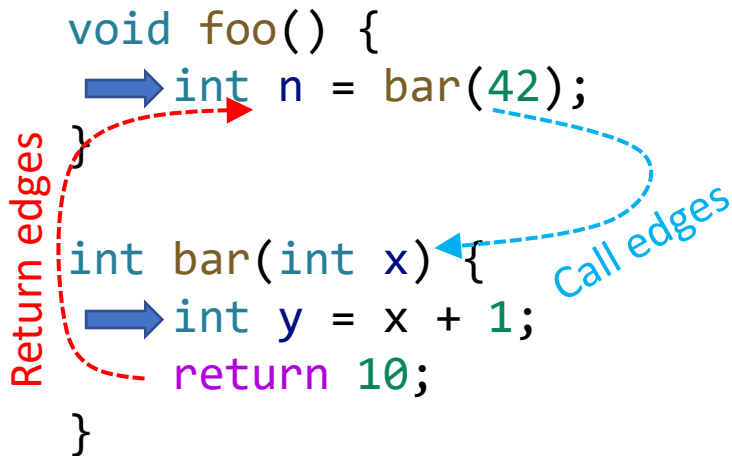 void foo() {
int n = bar(42);
}
Return edges
Call edges
int bar(int x) {
int y = x + 1;
return 10;
}